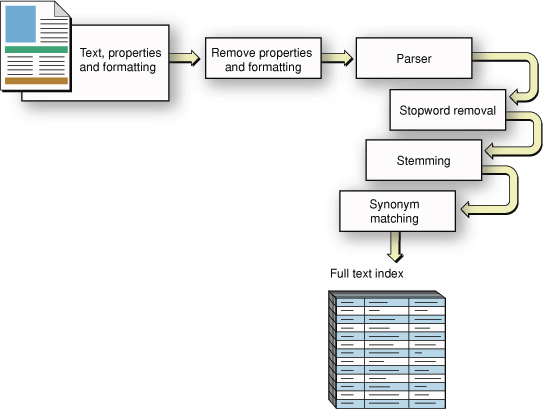 Text, properties
and formatting
Remove properties
and formatting
Parser
Stopword removal
Stemming
Synonym
matching
Full text index